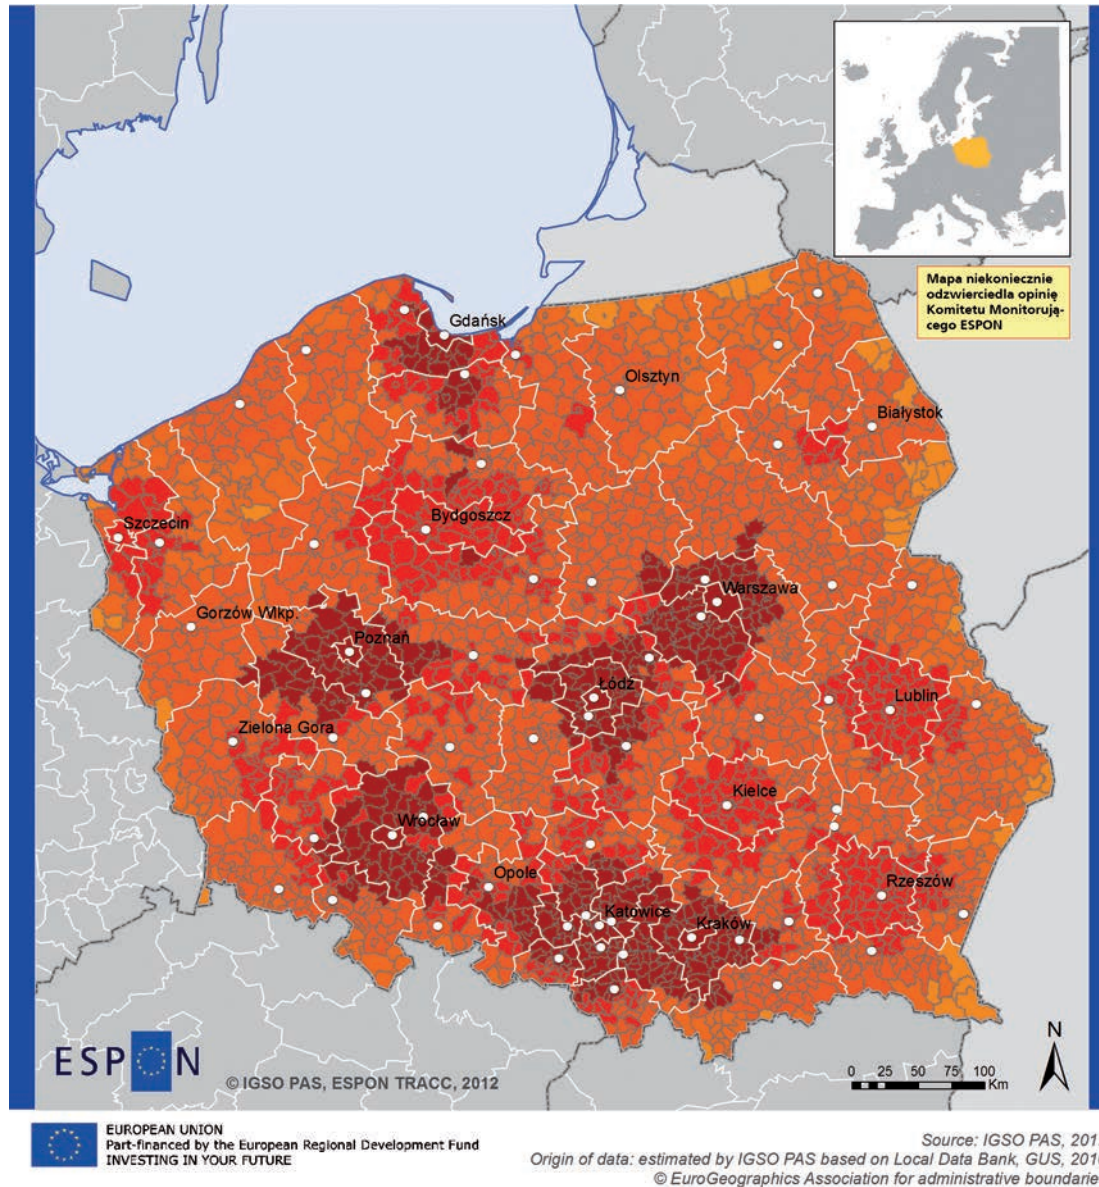 Mapa niekoniecznie
odzwierciedla opinię
Komitetu Monitorują-
cego ESPON
Gdańsk
Olsztyn
Białystok
Szczecin
Bydgoszcz
Warszawa
Gorzów Wlkp.
Poznań
Łódź
Lublin
Zielona Gora
Kielce
Wrocław
Opole
Rzeszów
Katowice
Kraków
N
ESPON
© IGSO PAS, ESPON TRACC, 2012
0 25 50 75 100
Km
EUROPEAN UNION
Part-financed by the European Regional Development Fund
INVESTING IN YOUR FUTURE
Source: IGSO PAS, 201
Origin of data: estimated by IGSO PAS based on Local Data Bank, GUS, 201
© EuroGeographics Association for administrative boundarie